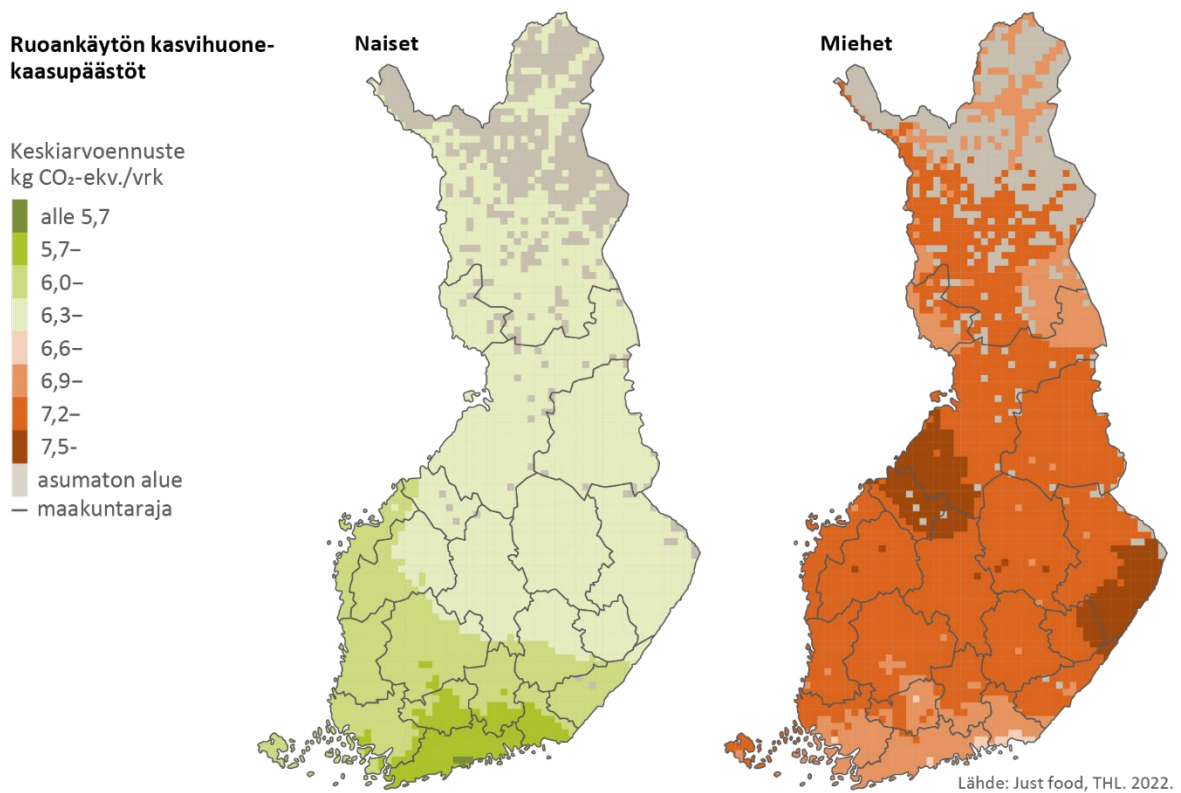 Ruoankäytön kasvihuone-
kaasupäästöt
Naiset
Miehet
Keskiarvoennuste
kg CO₂-ekv./vrk
alle 5,7
5,7–
6,0–
6,3–
6,6–
6,9–
7,2–
7,5-
asumaton alue
maakuntaraja
Lähde: Just food, THL. 2022.